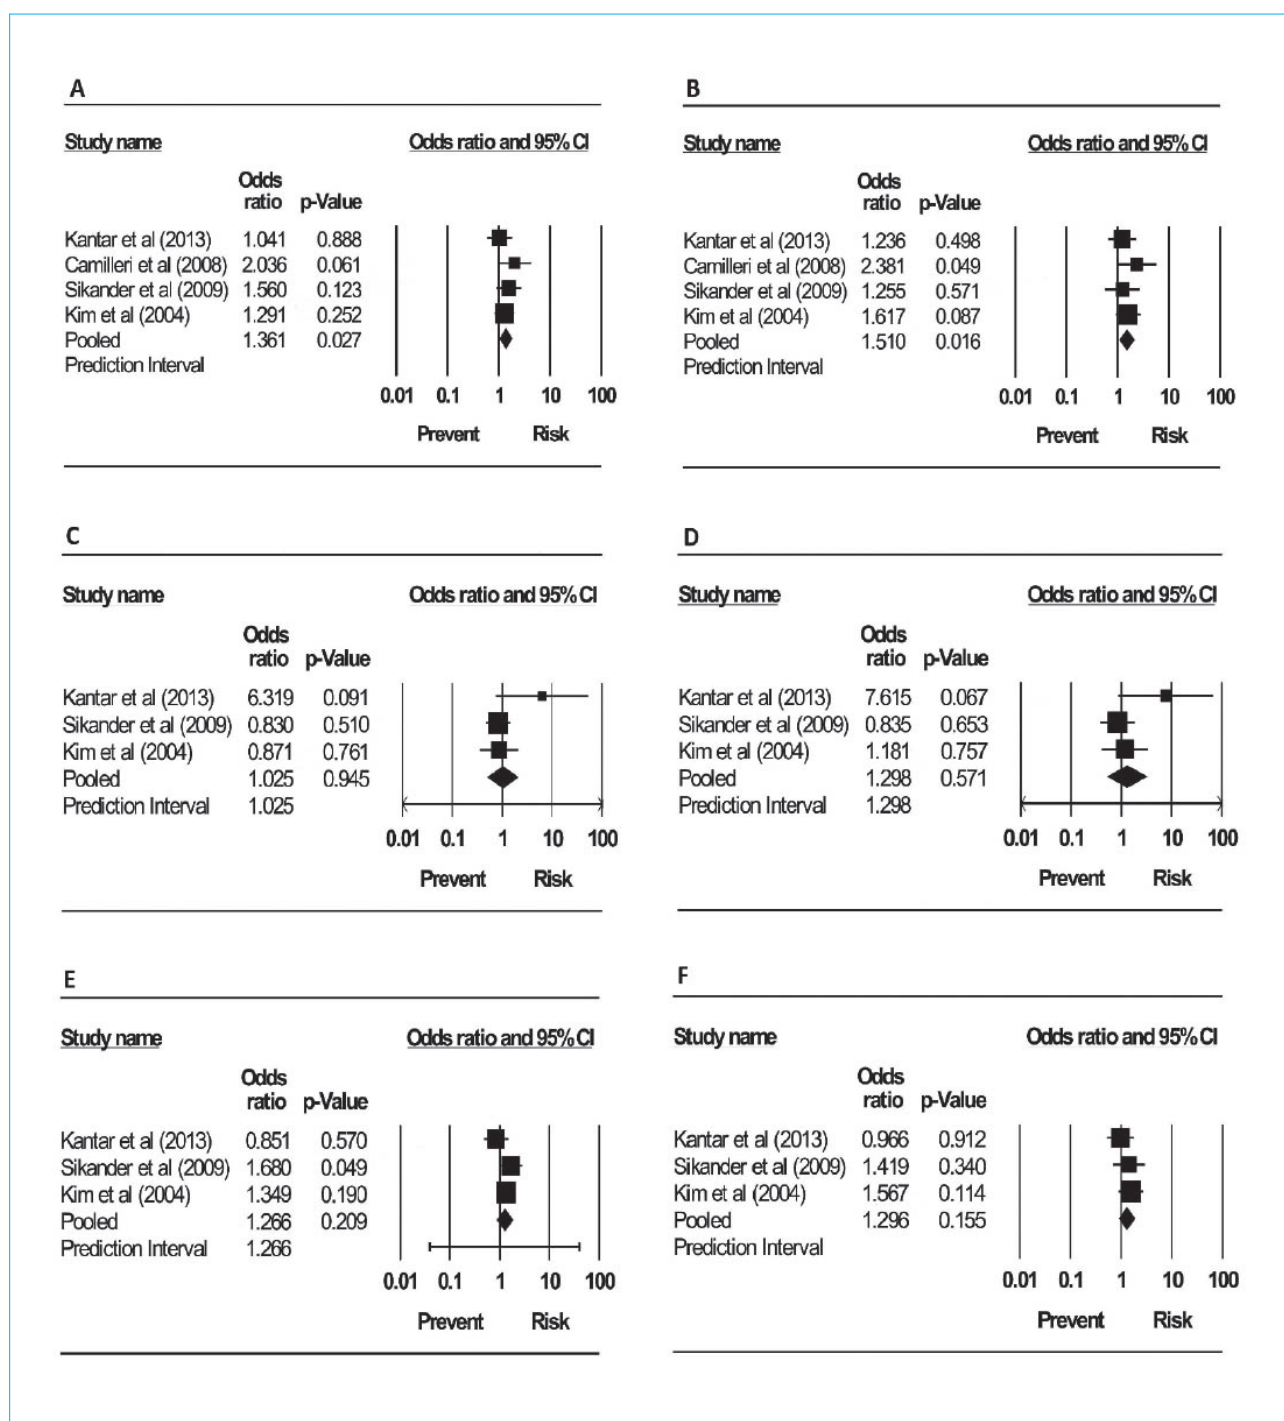 A
Study name Odds ratio and 95% CI
Odds
ratio p-Value
Kantar et al (2013) 1.041 0.888
Camilleri et al (2008) 2.036 0.061
Sikander et al (2009) 1.560 0.123
Kim et al (2004) 1.291 0.252
Pooled 1.361 0.027
Prediction Interval
0.01 0.1 1 10 100
Prevent Risk
B
Study name Odds ratio and 95% CI
Odds
ratio p-Value
Kantar et al (2013) 1.236 0.498
Camilleri et al (2008) 2.381 0.049
Sikander et al (2009) 1.255 0.571
Kim et al (2004) 1.617 0.087
Pooled 1.510 0.016
Prediction Interval
0.01 0.1 1 10 100
Prevent Risk
C
Study name Odds ratio and 95% CI
Odds
ratio p-Value
Kantar et al (2013) 6.319 0.091
Sikander et al (2009) 0.830 0.510
Kim et al (2004) 0.871 0.761
Pooled 1.025 0.945
Prediction Interval 1.025
0.01 0.1 1 10 100
Prevent Risk
D
Study name Odds ratio and 95% CI
Odds
ratio p-Value
Kantar et al (2013) 7.615 0.067
Sikander et al (2009) 0.835 0.653
Kim et al (2004) 1.181 0.757
Pooled 1.298 0.571
Prediction Interval 1.298
0.01 0.1 1 10 100
Prevent Risk
E
Study name Odds ratio and 95% CI
Odds
ratio p-Value
Kantar et al (2013) 0.851 0.570
Sikander et al (2009) 1.680 0.049
Kim et al (2004) 1.349 0.190
Pooled 1.266 0.209
Prediction Interval 1.266
0.01 0.1 1 10 100
Prevent Risk
F
Study name Odds ratio and 95% CI
Odds
ratio p-Value
Kantar et al (2013) 0.966 0.912
Sikander et al (2009) 1.419 0.340
Kim et al (2004) 1.567 0.114
Pooled 1.296 0.155
Prediction Interval
0.01 0.1 1 10 100
Prevent Risk